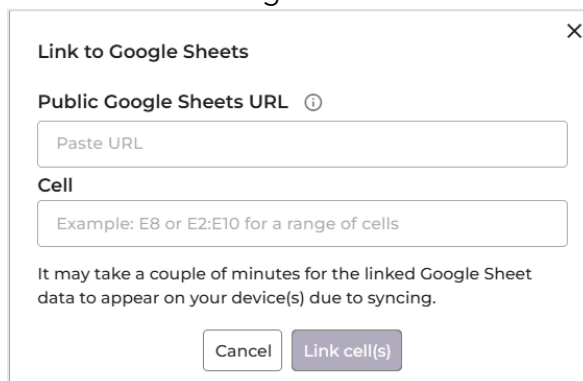 Link to Google Sheets
Public Google Sheets URL
Paste URL
Cell
Example: E8 or E2:E10 for a range of cells
It may take a couple of minutes for the linked Google Sheet
data to appear on your device(s) due to syncing.
Cancel Link cell(s)